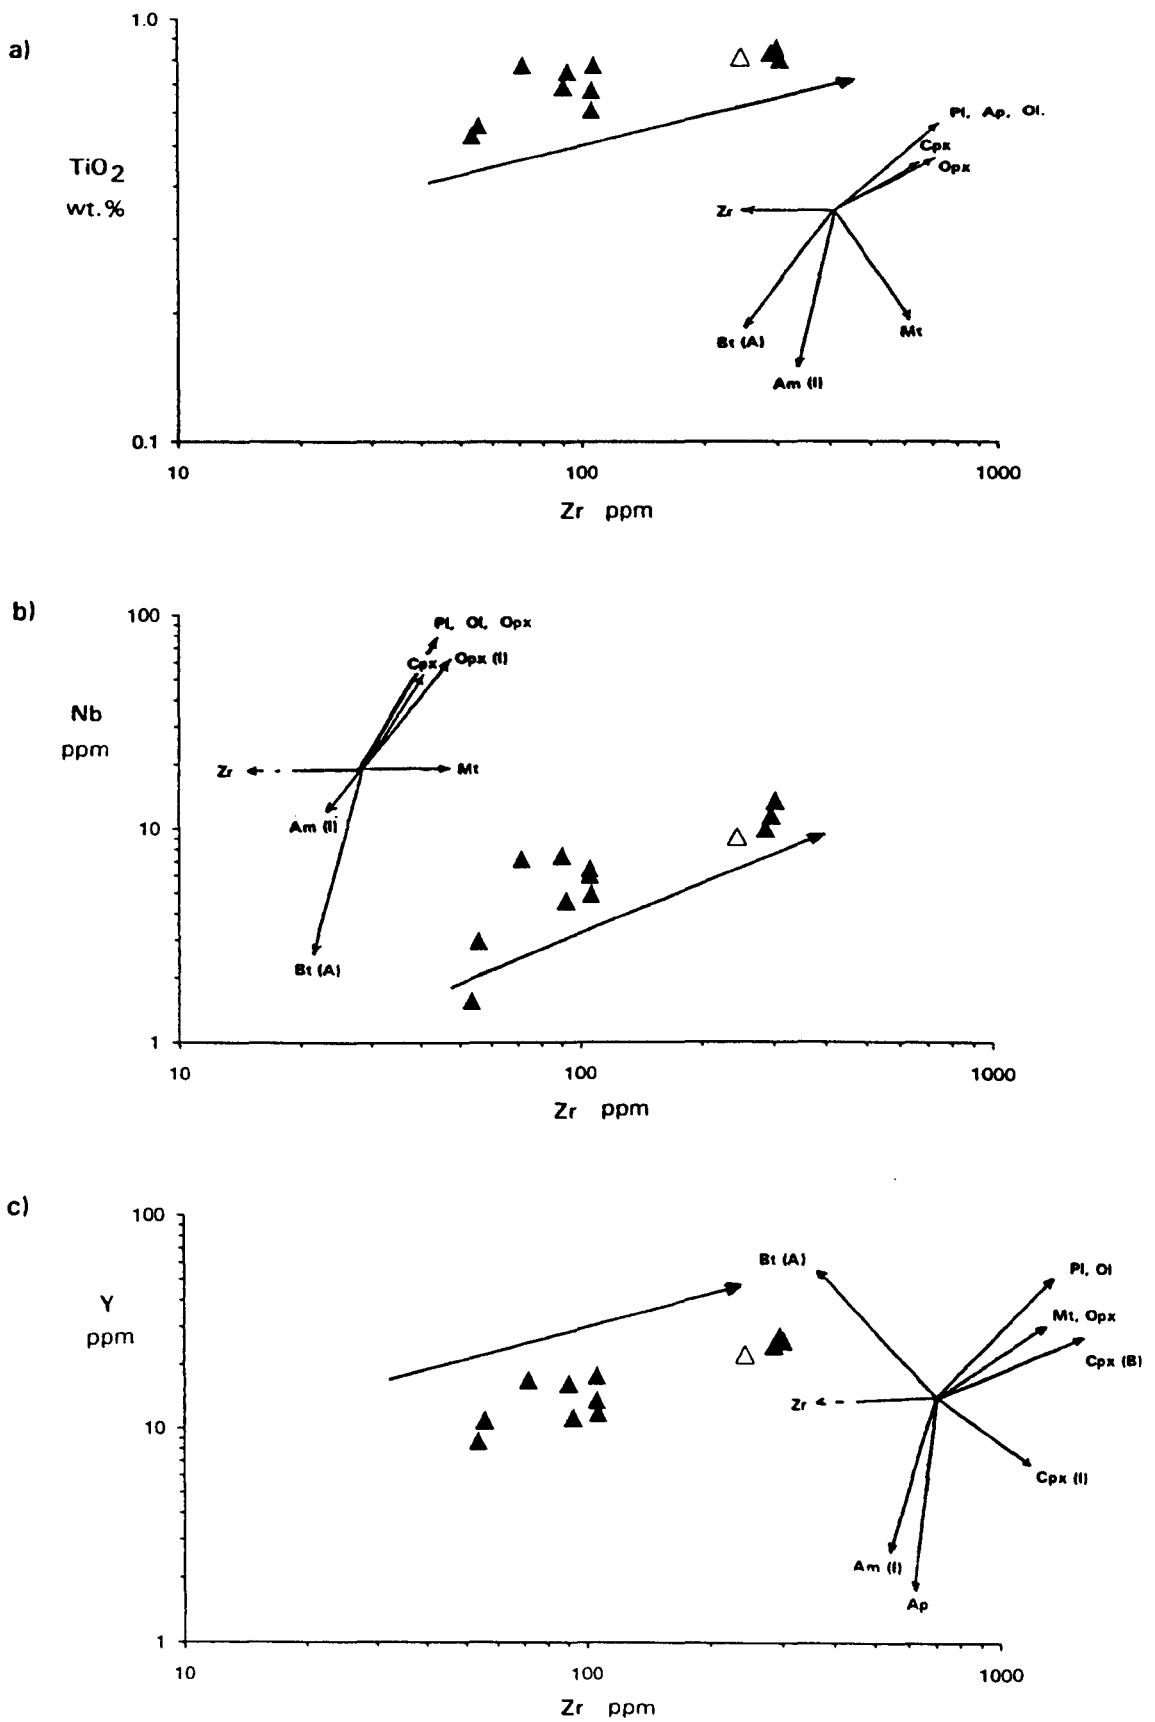 a)
1.0
TiO2
wt.%
Pl, Ap, Ol.
Cpx
Opx
Zr
Bt (A)
Mt
Am (I)
0.1
10 100 1000
Zr ppm
b)
100
Pl, Ol, Opx
Cpx Opx (I)
Nb
ppm
Zr Mt
Am (I)
10
Bt (A)
1
10 100 1000
Zr ppm
c)
100
Bt (A)
Pl, Ol
Y
ppm
Mt, Opx
Cpx (B)
Zr
10
Cpx (I)
Am (I)
Ap
1
10 100 1000
Zr ppm